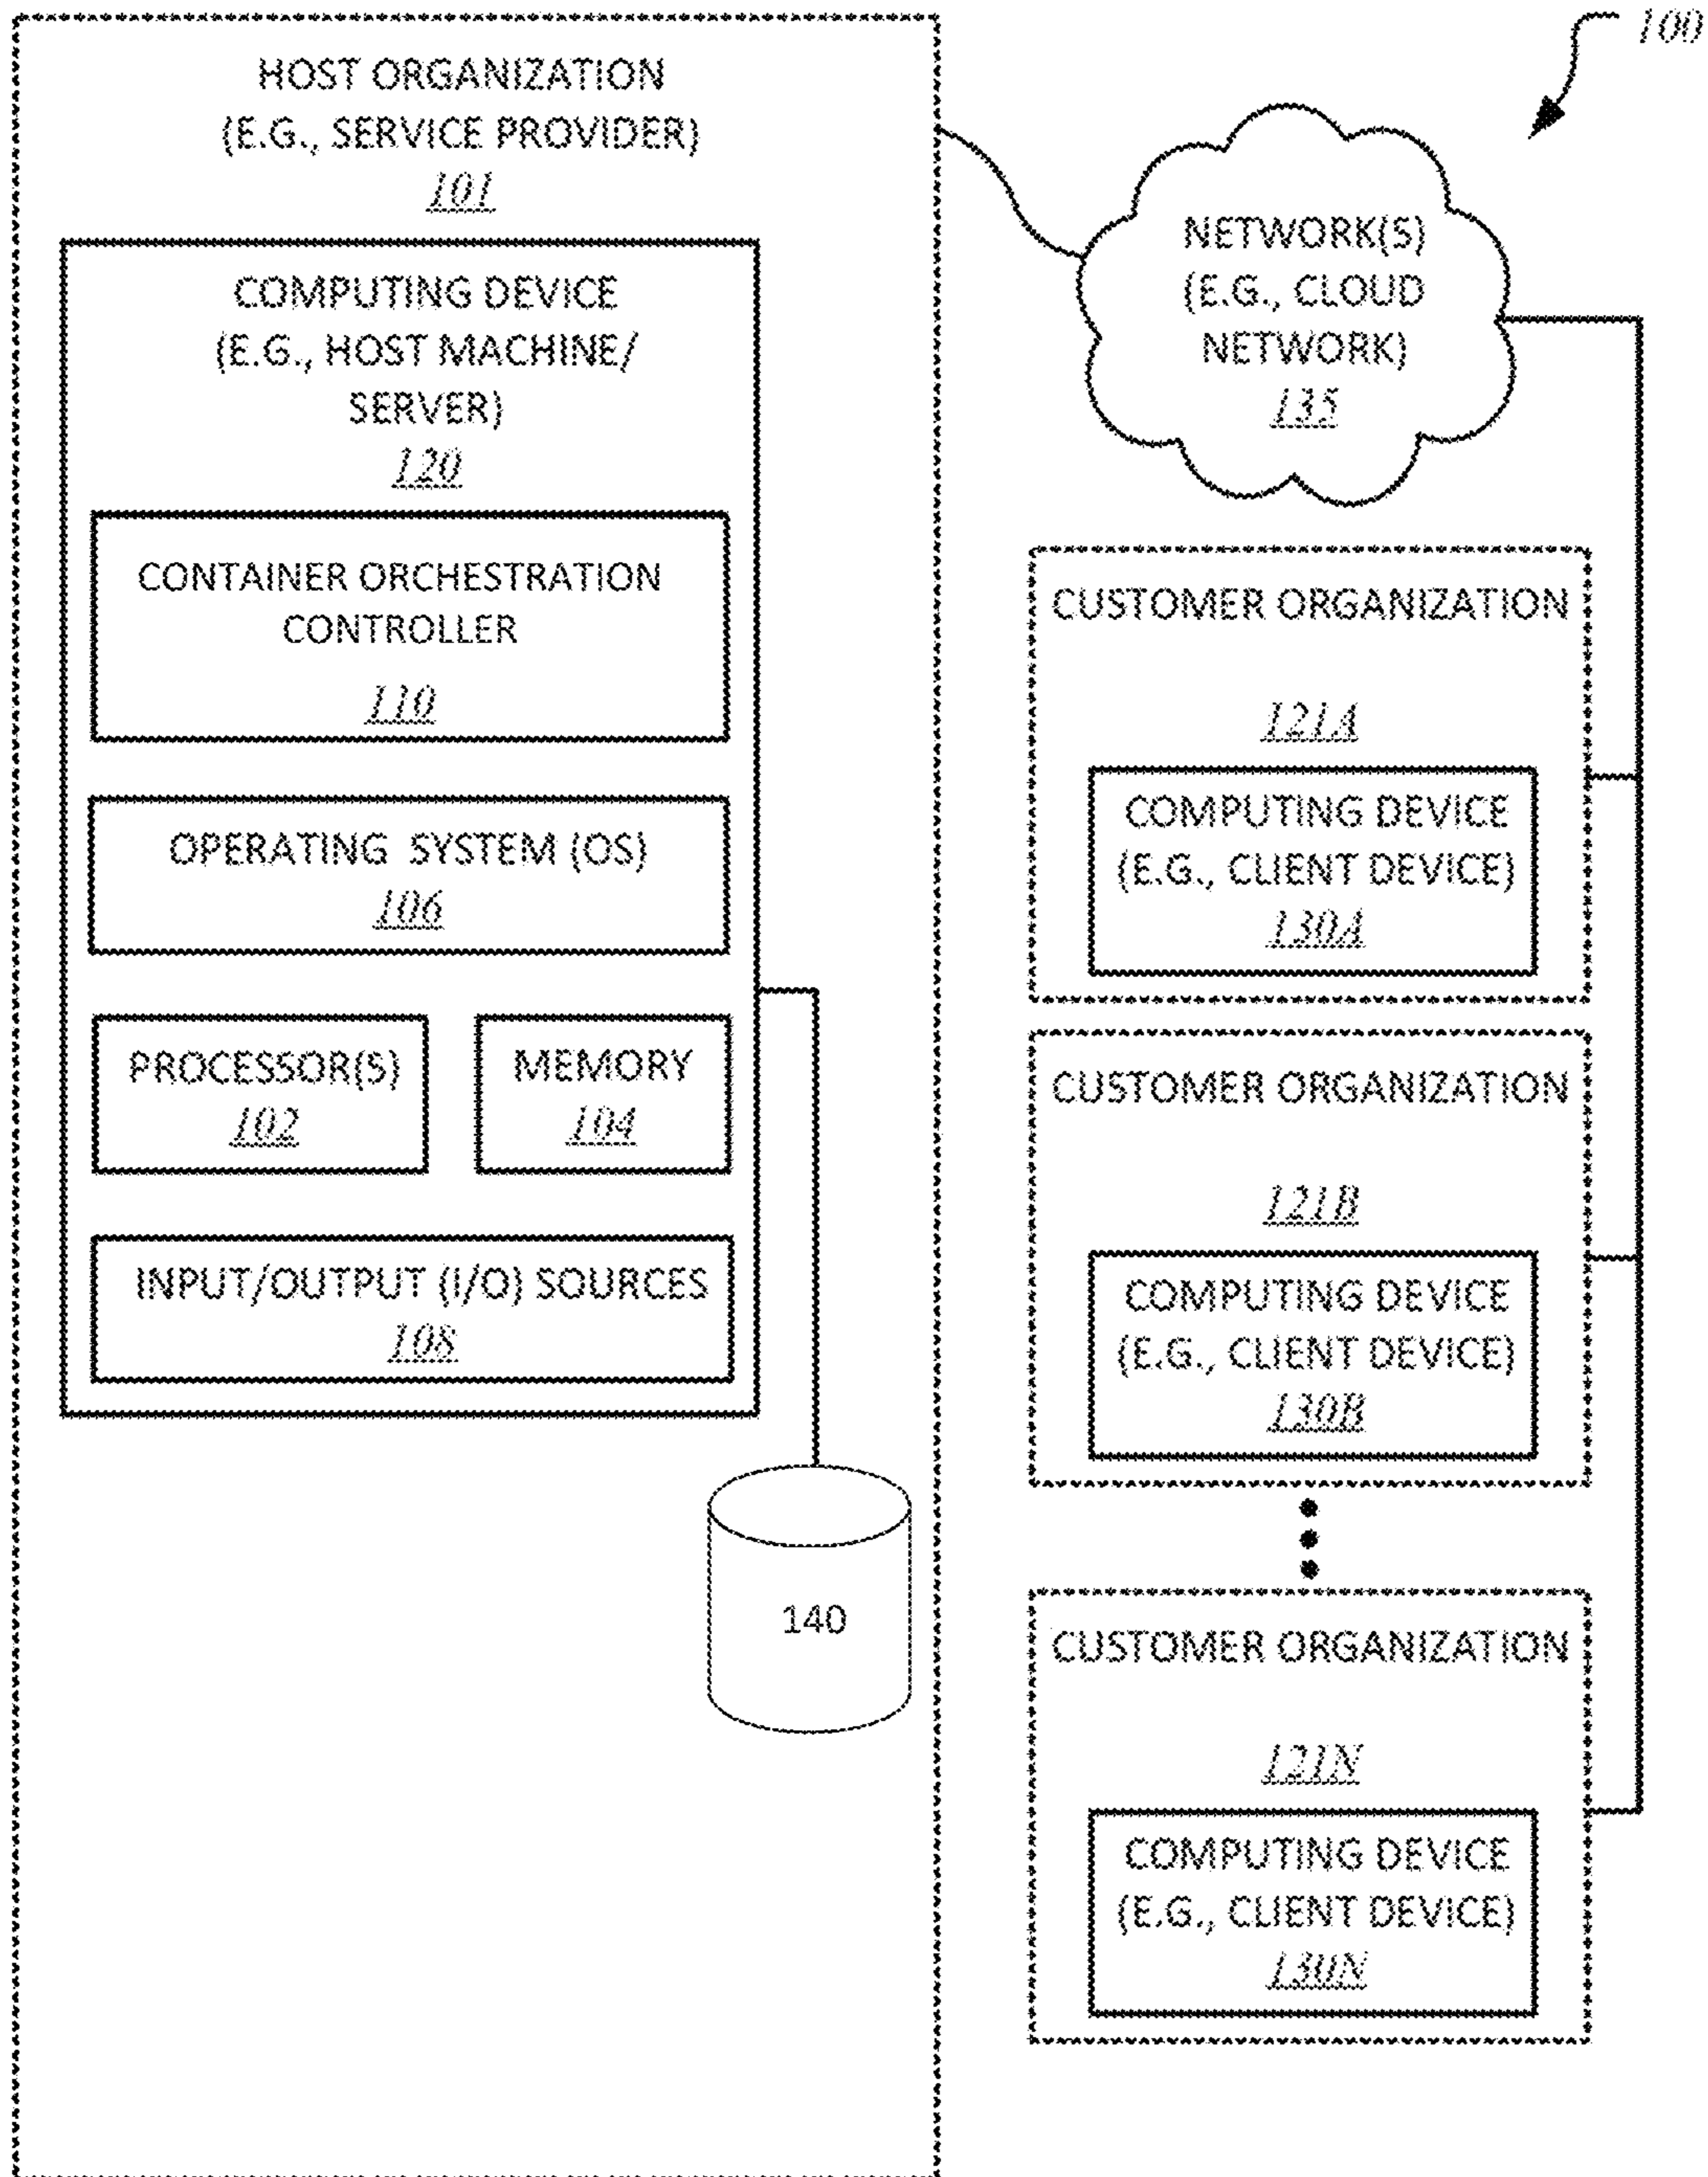 100
HOST ORGANIZATION
(E.G., SERVICE PROVIDER)
101
COMPUTING DEVICE
(E.G., HOST MACHINE/
SERVER)
120
CONTAINER ORCHESTRATION
CONTROLLER
110
OPERATING SYSTEM (OS)
106
PROCESSOR(S)
102
MEMORY
104
INPUT/OUTPUT (I/O) SOURCES
108
140
NETWORK(S)
(E.G., CLOUD
NETWORK)
135
CUSTOMER ORGANIZATION
121A
COMPUTING DEVICE
(E.G., CLIENT DEVICE)
130A
CUSTOMER ORGANIZATION
121B
COMPUTING DEVICE
(E.G., CLIENT DEVICE)
130B
CUSTOMER ORGANIZATION
121N
COMPUTING DEVICE
(E.G., CLIENT DEVICE)
130N